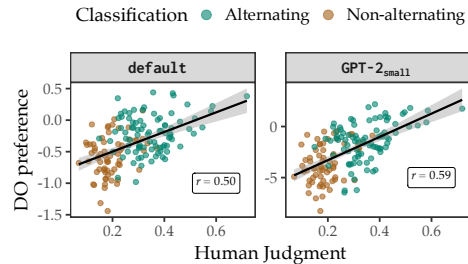 Classification Alternating Non-alternating
default GPT-2small
DO preference
0.5
0.0
-0.5
-1.0
-1.5
r = 0.50
0.2 0.4 0.6
0
-5
r = 0.59
0.2 0.4 0.6
Human Judgment